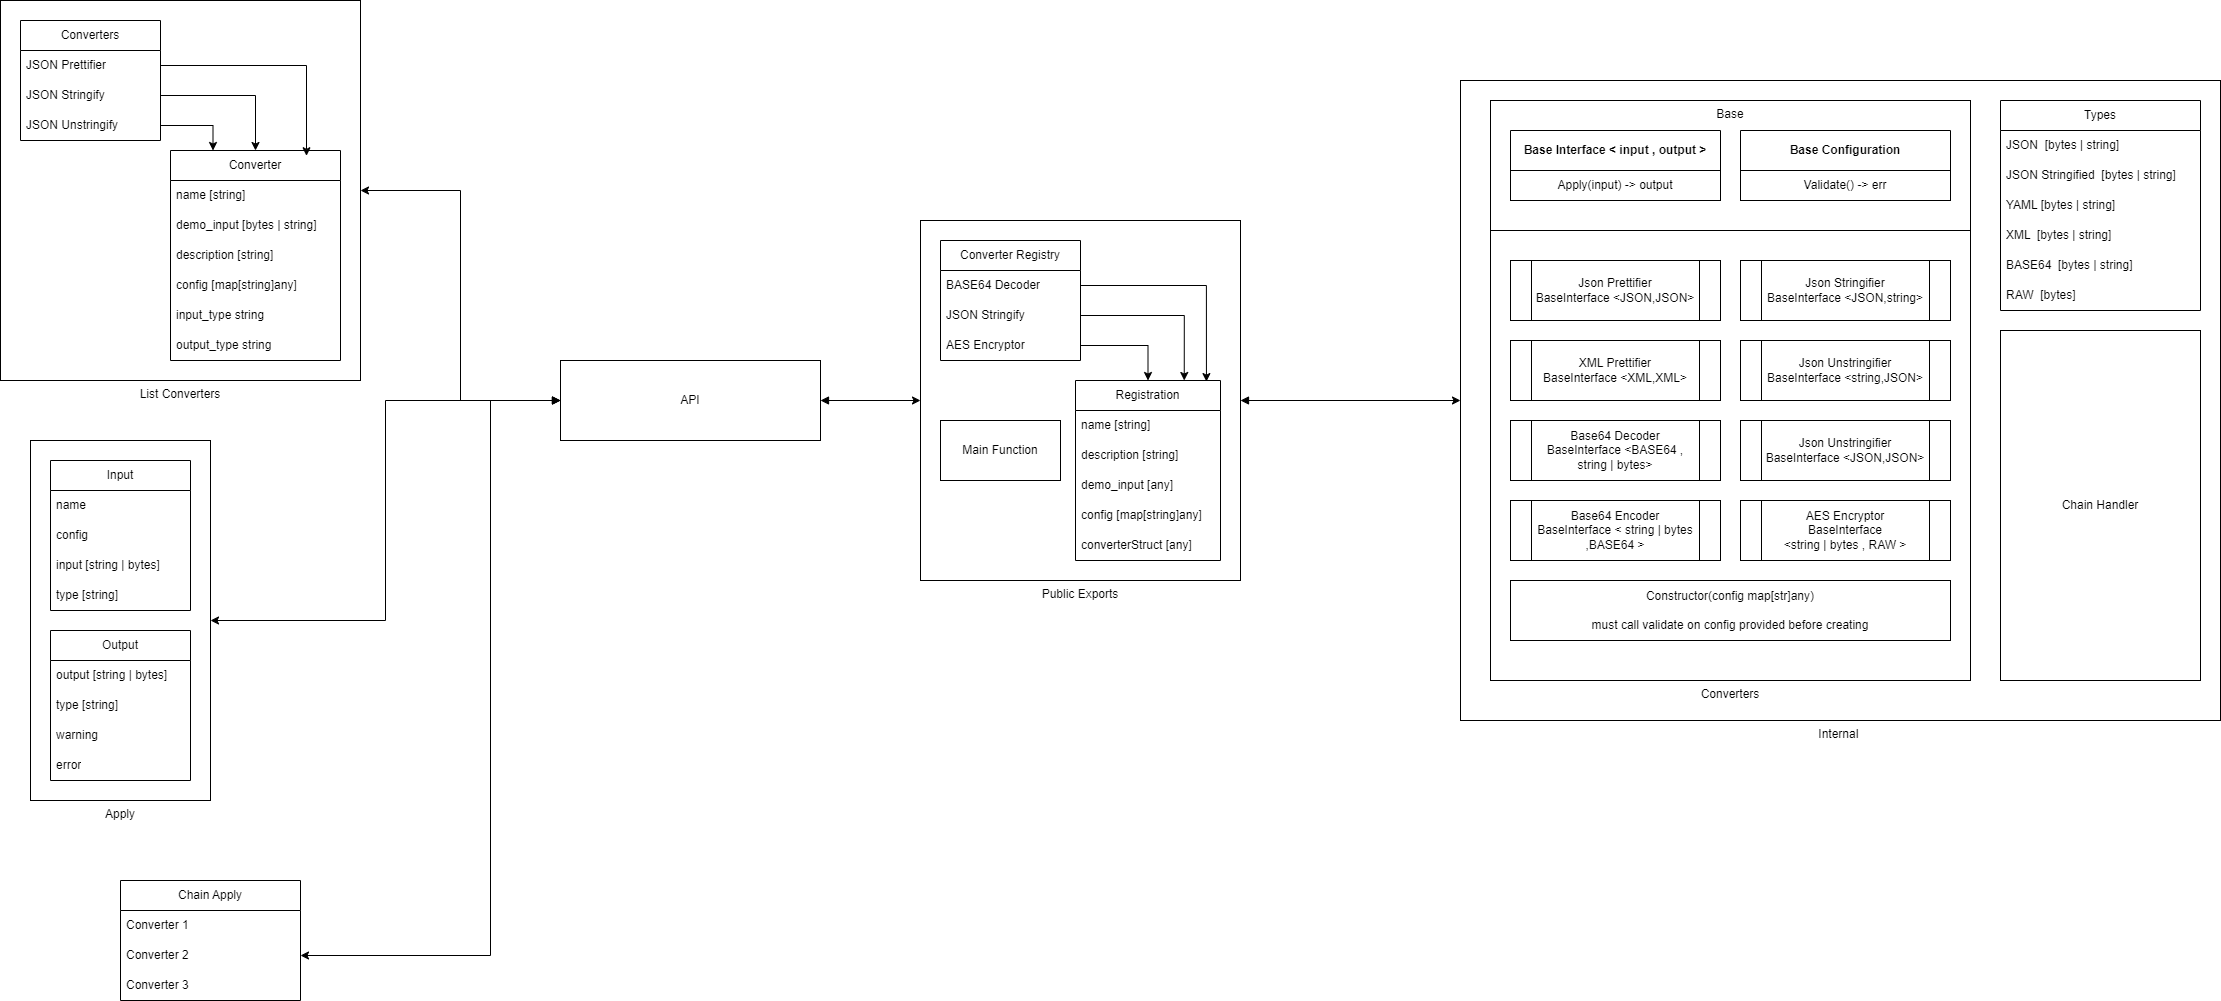 Converters
JSON Prettifier
JSON Stringify
JSON Unstringify
Converter
name [string]
demo_input [bytes | string]
description [string]
config [map[string]any]
input_type string
output_type string
List Converters
Input
name
config
input [string | bytes]
type [string]
Output
output [string | bytes]
type [string]
warning
error
Apply
Chain Apply
Converter 1
Converter 2
Converter 3
API
Converter Registry
BASE64 Decoder
JSON Stringify
AES Encryptor
Main Function
Registration
name [string]
description [string]
demo_input [any]
config [map[string]any]
converterStruct [any]
Public Exports
Base
Base Interface < input , output >
Apply(input) -> output
Base Configuration
Validate() -> err
Json Prettifier
BaseInterface <JSON,JSON>
Json Stringifier
BaseInterface <JSON,string>
XML Prettifier
BaseInterface <XML,XML>
Json Unstringifier
BaseInterface <string,JSON>
Base64 Decoder
BaseInterface <BASE64 ,
string | bytes>
Json Unstringifier
BaseInterface <JSON,JSON>
Base64 Encoder
BaseInterface < string | bytes
,BASE64 >
AES Encryptor
BaseInterface
<string | bytes , RAW >
Constructor(config map[str]any)
must call validate on config provided before creating
Converters
Types
JSON  [bytes | string]
JSON Stringified  [bytes | string]
YAML [bytes | string]
XML  [bytes | string]
BASE64  [bytes | string]
RAW  [bytes]
Chain Handler
Internal